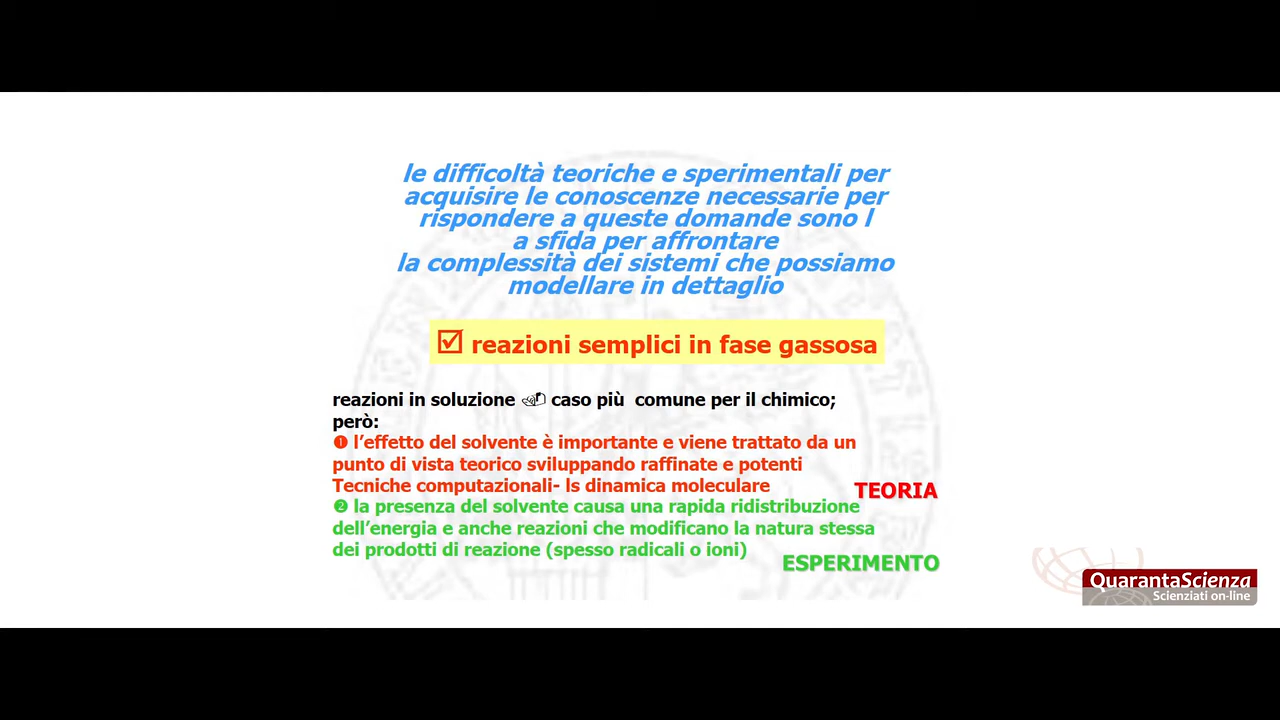 le difficoltà teoriche e sperimentali per
acquisire le conoscenze necessarie per
rispondere a queste domande sono l
a sfida per affrontare
la complessità dei sistemi che possiamo
modellare in dettaglio
☑ reazioni semplici in fase gassosa
reazioni in soluzione caso più comune per il chimico;
però:
❶ l’effetto del solvente è importante e viene trattato da un
punto di vista teorico sviluppando raffinate e potenti
Tecniche computazionali- ls dinamica moleculare
TEORIA
❷ la presenza del solvente causa una rapida ridistribuzione
dell’energia e anche reazioni che modificano la natura stessa
dei prodotti di reazione (spesso radicali o ioni)
ESPERIMENTO
QuarantaScienza
Scienziati on-line